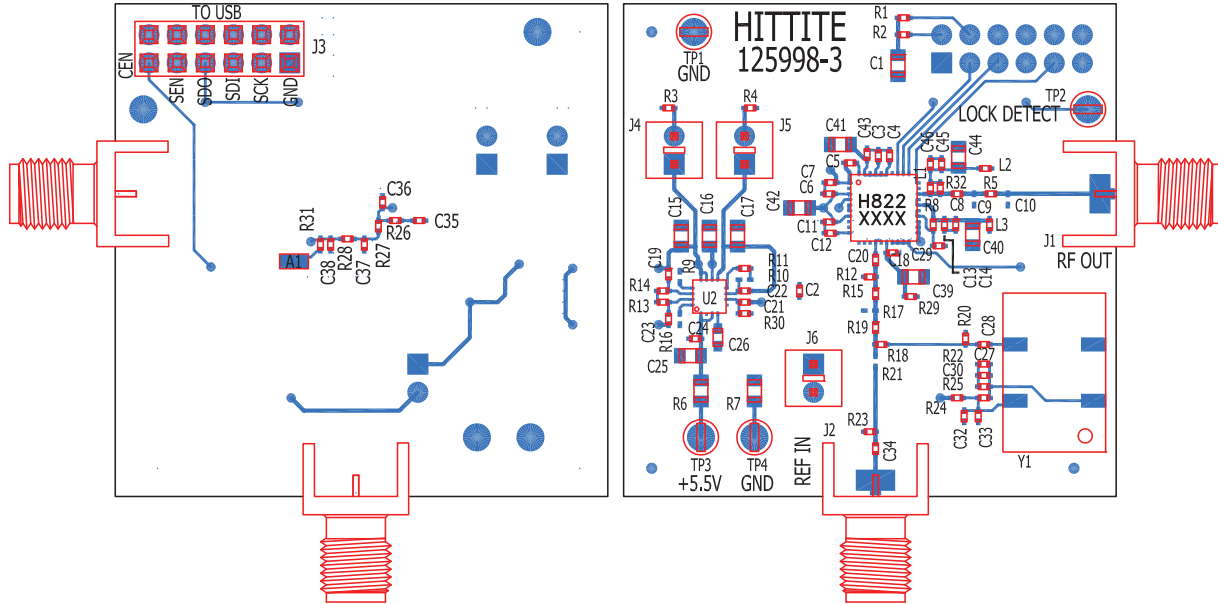 TO USB
J3
CEN
SEN
SDO
SDI
SCK
GND
C36
C35
R26
R31
A1
C38
R28
C37
R27
HITTITE
125998-3
TP1
GND
R1
R2
C1
TP2
LOCK DETECT
R3
R4
J4
J5
C41
C43
C3
C4
C46
C45
C44
L1
L2
C7
C5
C6
C42
H822
XXXX
R32
R5
R8
C8
C9
C10
C11
C12
L3
C40
J1
RF OUT
C15
C16
C17
C19
R9
R11
R10
C20
C18
C29
C13
C14
R14
R13
U2
C22
C21
R30
C2
R12
R15
C39
R29
C23
R16
C24
C25
C26
R17
R19
R18
R20
C28
J6
R21
R22
C27
C30
R25
R24
R6
R7
R23
J2
C34
C32
C33
Y1
TP3
+5.5V
TP4
GND
REF IN